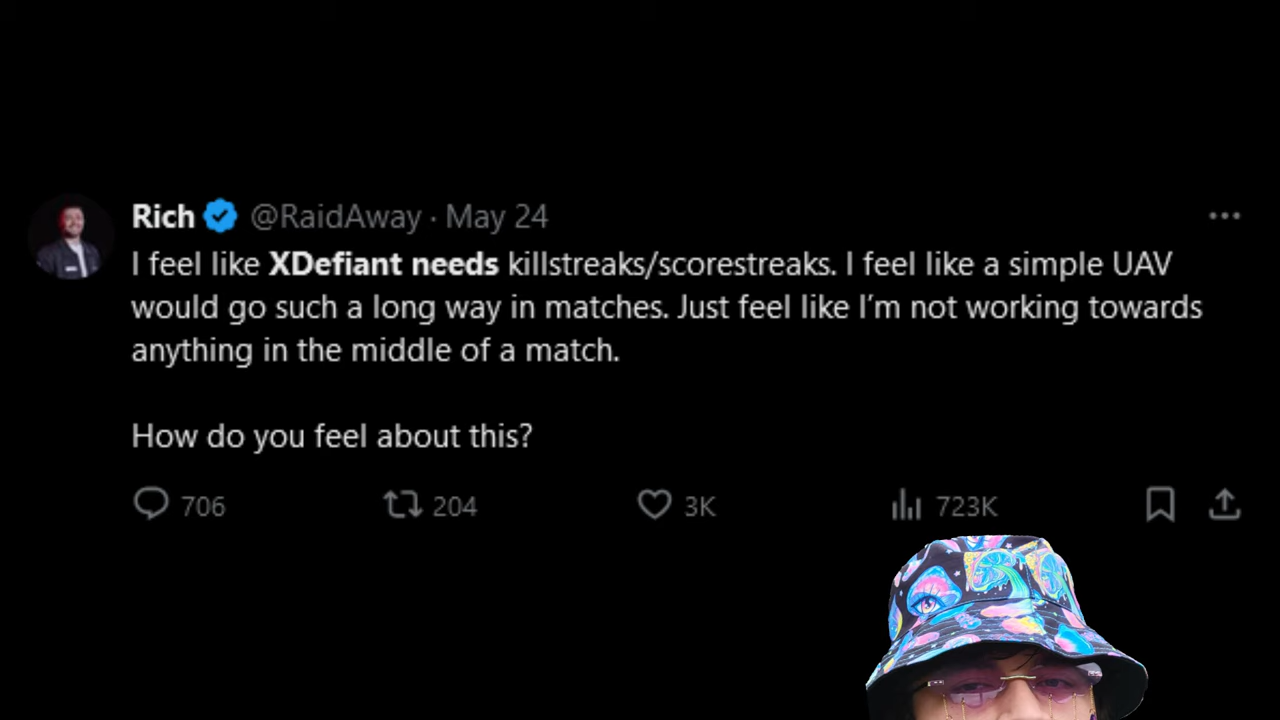 Rich @RaidAway · May 24
I feel like XDefiant needs killstreaks/scorestreaks. I feel like a simple UAV
would go such a long way in matches. Just feel like I’m not working towards
anything in the middle of a match.
How do you feel about this?
706 204 3K 723K